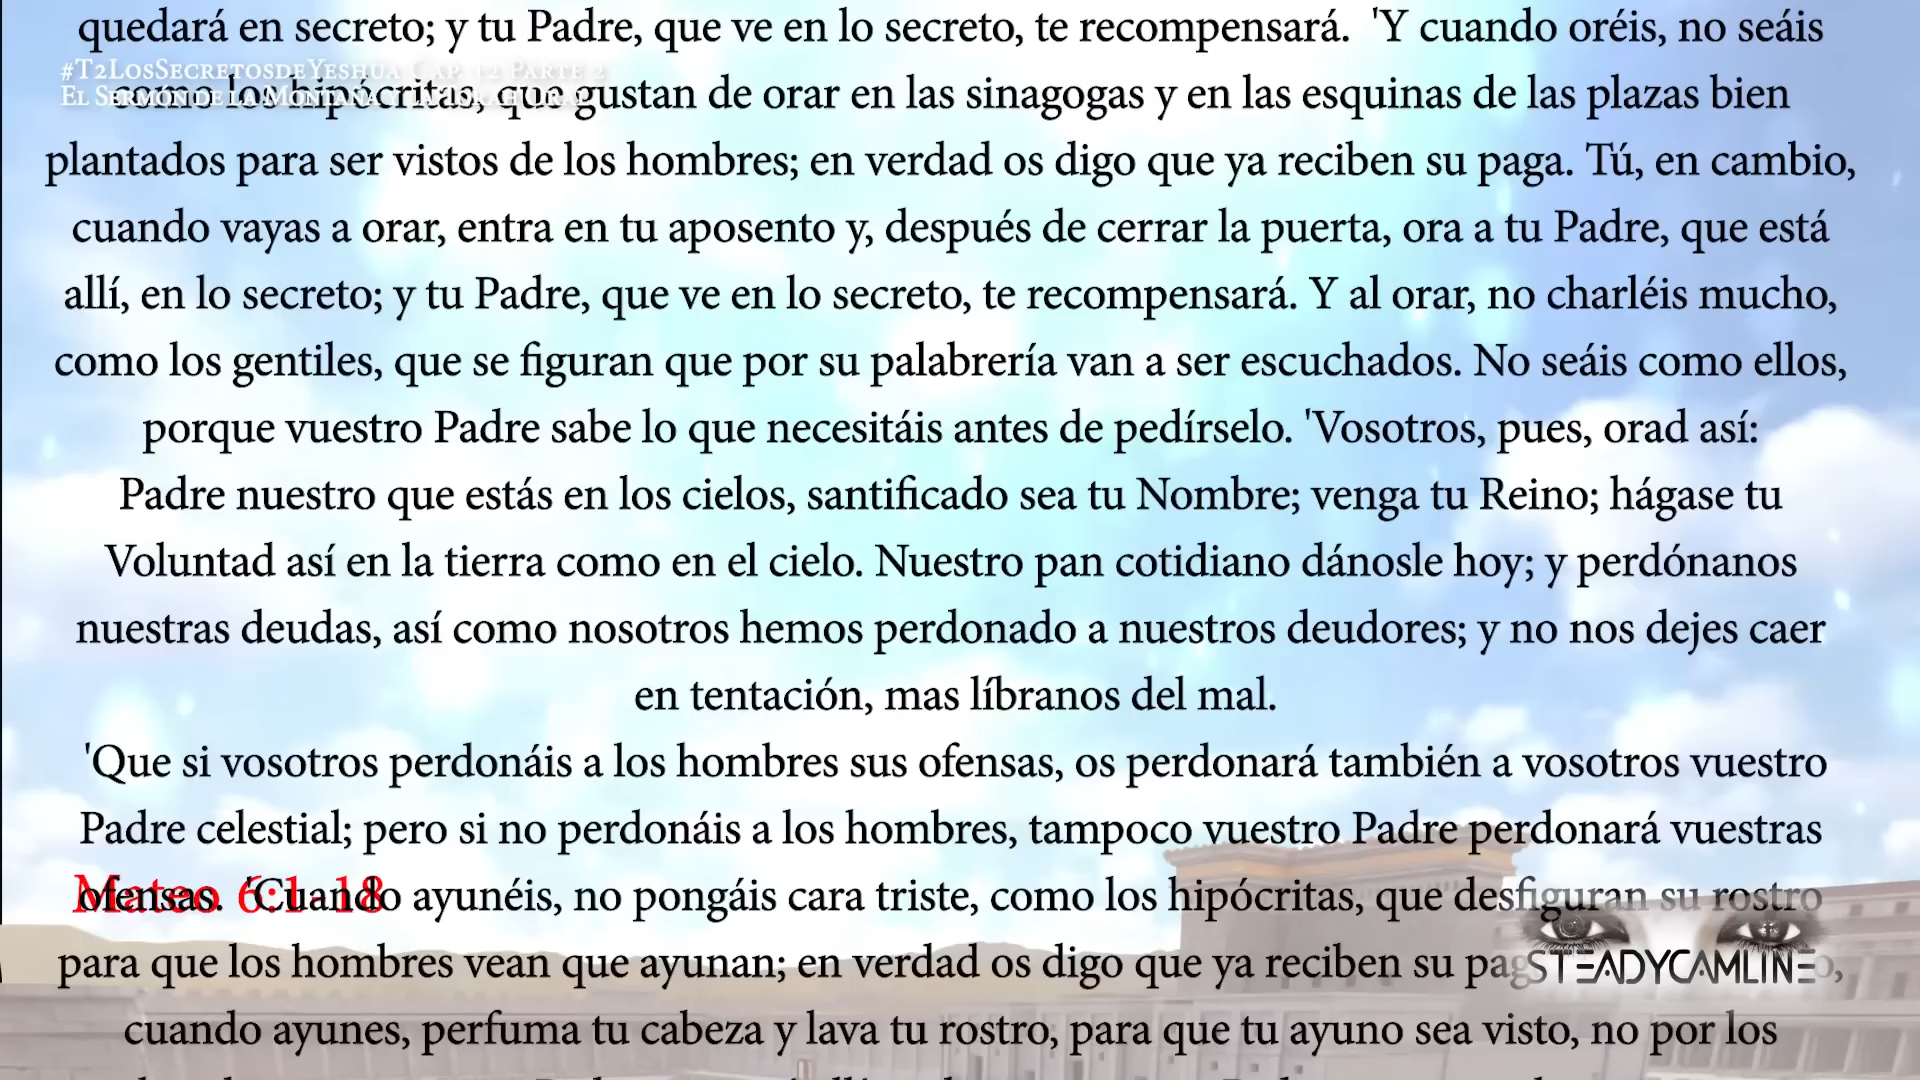 quedará en secreto; y tu Padre, que ve en lo secreto, te recompensará. 'Y cuando oréis, no seáis
#T2LosSecretosdeYeshua Cap. 12 Parte 2
como los hipócritas, que gustan de orar en las sinagogas y en las esquinas de las plazas bien
El Sermón de la Montaña
plantados para ser vistos de los hombres; en verdad os digo que ya reciben su paga. Tú, en cambio,
cuando vayas a orar, entra en tu aposento y, después de cerrar la puerta, ora a tu Padre, que está
allí, en lo secreto; y tu Padre, que ve en lo secreto, te recompensará. Y al orar, no charléis mucho,
como los gentiles, que se figuran que por su palabrería van a ser escuchados. No seáis como ellos,
porque vuestro Padre sabe lo que necesitáis antes de pedírselo. 'Vosotros, pues, orad así:
Padre nuestro que estás en los cielos, santificado sea tu Nombre; venga tu Reino; hágase tu
Voluntad así en la tierra como en el cielo. Nuestro pan cotidiano dánosle hoy; y perdónanos
nuestras deudas, así como nosotros hemos perdonado a nuestros deudores; y no nos dejes caer
en tentación, mas líbranos del mal.
'Que si vosotros perdonáis a los hombres sus ofensas, os perdonará también a vosotros vuestro
Padre celestial; pero si no perdonáis a los hombres, tampoco vuestro Padre perdonará vuestras
Mateo 6:1-18
ofensas. 'Cuando ayunéis, no pongáis cara triste, como los hipócritas, que desfiguran su rostro
para que los hombres vean que ayunan; en verdad os digo que ya reciben su
STEADYCAMLINE
cuando ayunes, perfuma tu cabeza y lava tu rostro, para que tu ayuno sea visto, no por los